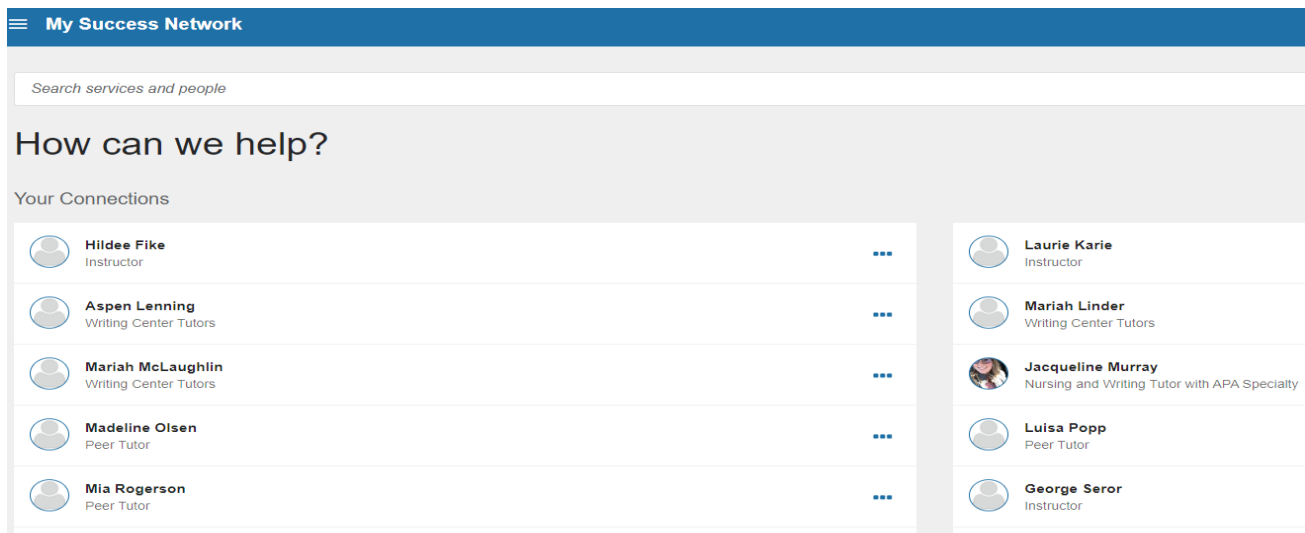 My Success Network
Search services and people
How can we help?
Your Connections
Hildee Fike
Instructor
Laurie Karie
Instructor
Aspen Lenning
Writing Center Tutors
Mariah Linder
Writing Center Tutors
Mariah McLaughlin
Writing Center Tutors
Jacqueline Murray
Nursing and Writing Tutor with APA Specialty
Madeline Olsen
Peer Tutor
Luisa Popp
Peer Tutor
Mia Rogerson
Peer Tutor
George Seror
Instructor